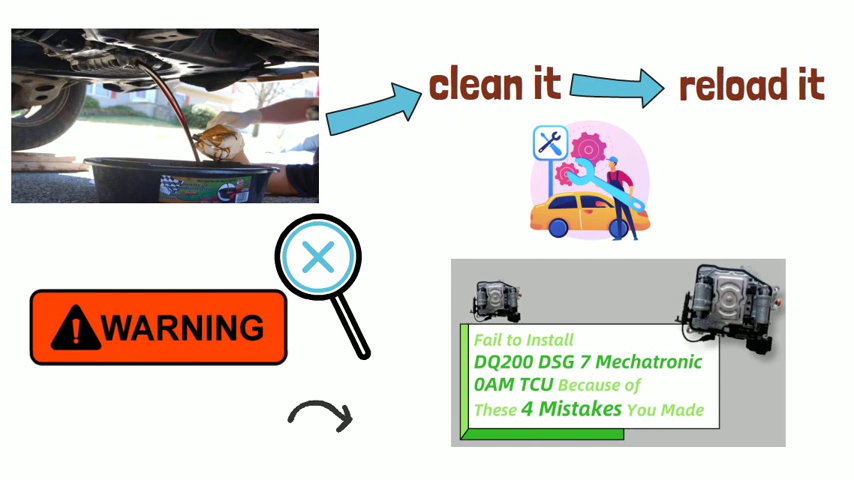 clean it
reload it
WARNING
Fail to Install
DQ200 DSG 7 Mechatronic
0AM TCU Because of
These 4 Mistakes You Made